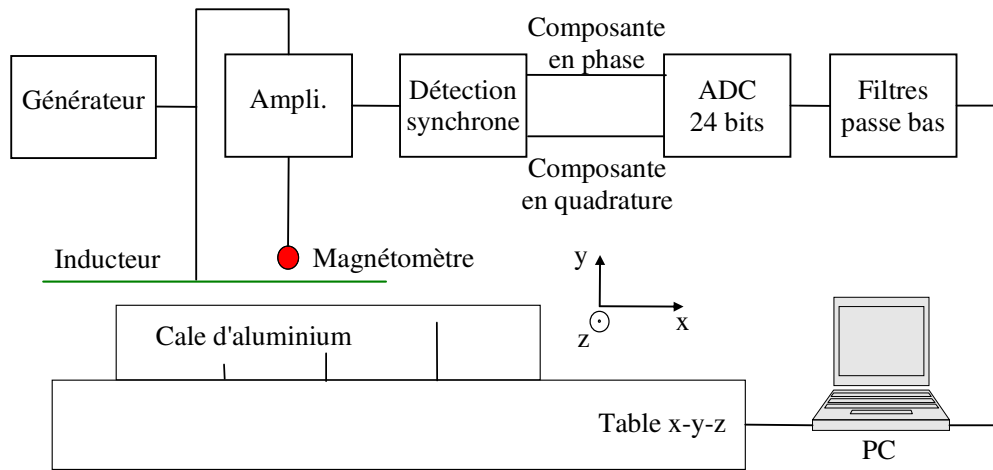 Composante
en phase
Générateur
Ampli.
Détection
synchrone
ADC
24 bits
Filtres
passe bas
Composante
en quadrature
Inducteur
Magnétomètre
y
x
z
Cale d'aluminium
Table x-y-z
PC